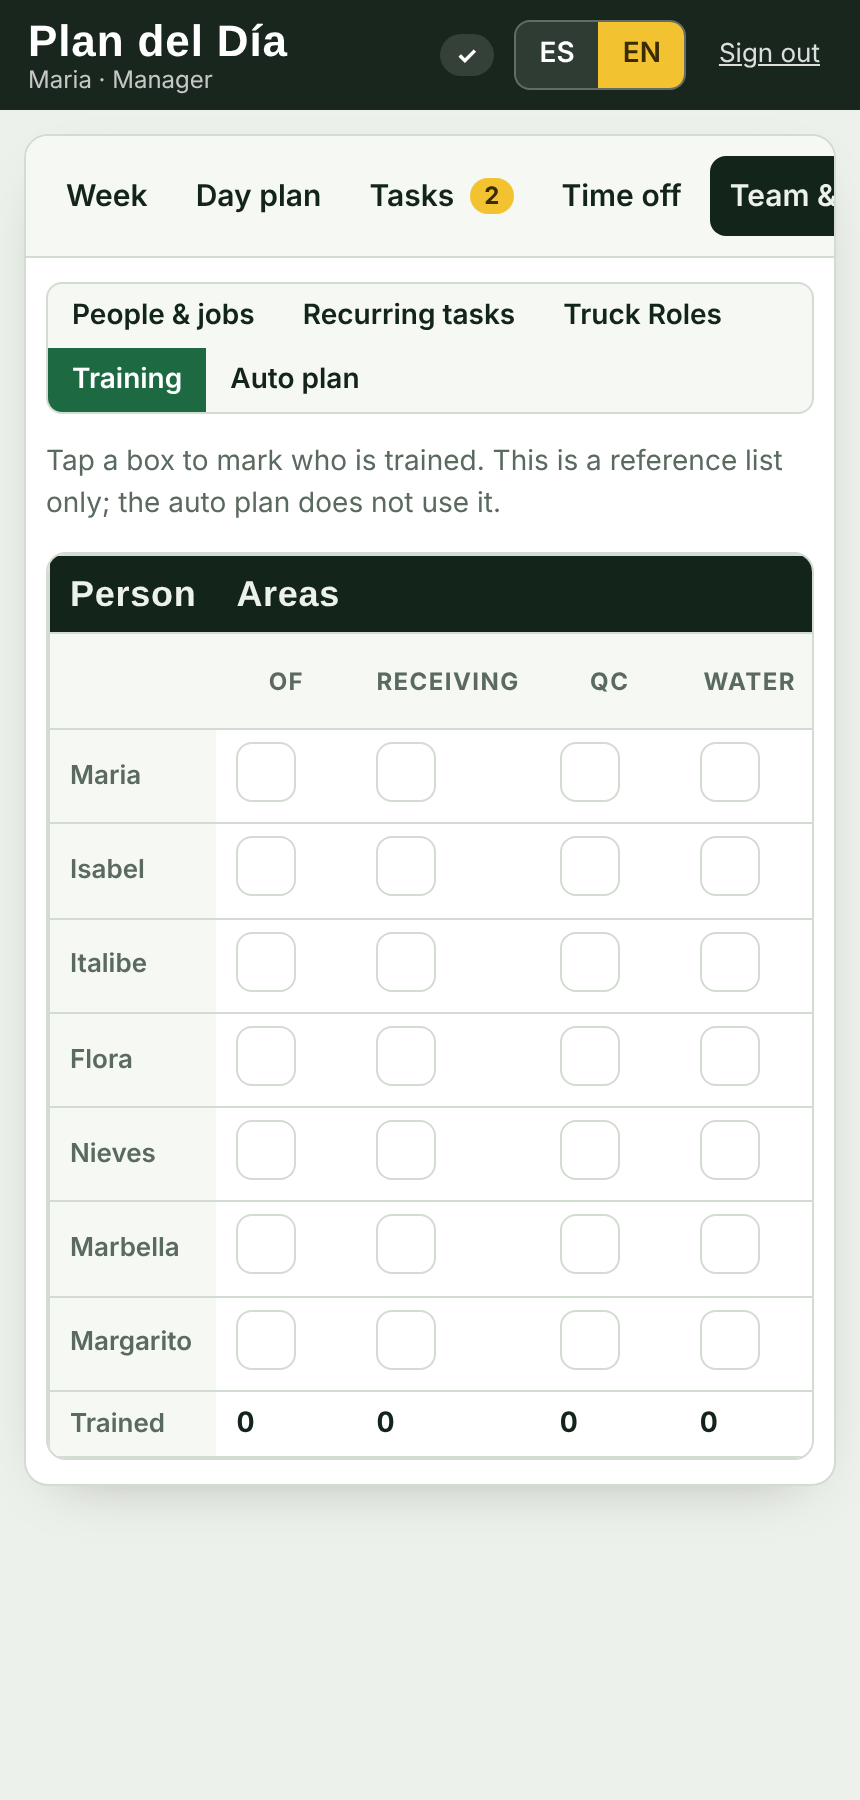 Plan del Día
Maria · Manager
ES EN
Sign out
Week Day plan Tasks 2 Time off Team &
People & jobs Recurring tasks Truck Roles
Training Auto plan
Tap a box to mark who is trained. This is a reference list
only; the auto plan does not use it.
Person Areas
OF RECEIVING QC WATER
Maria
Isabel
Italibe
Flora
Nieves
Marbella
Margarito
Trained 0 0 0 0